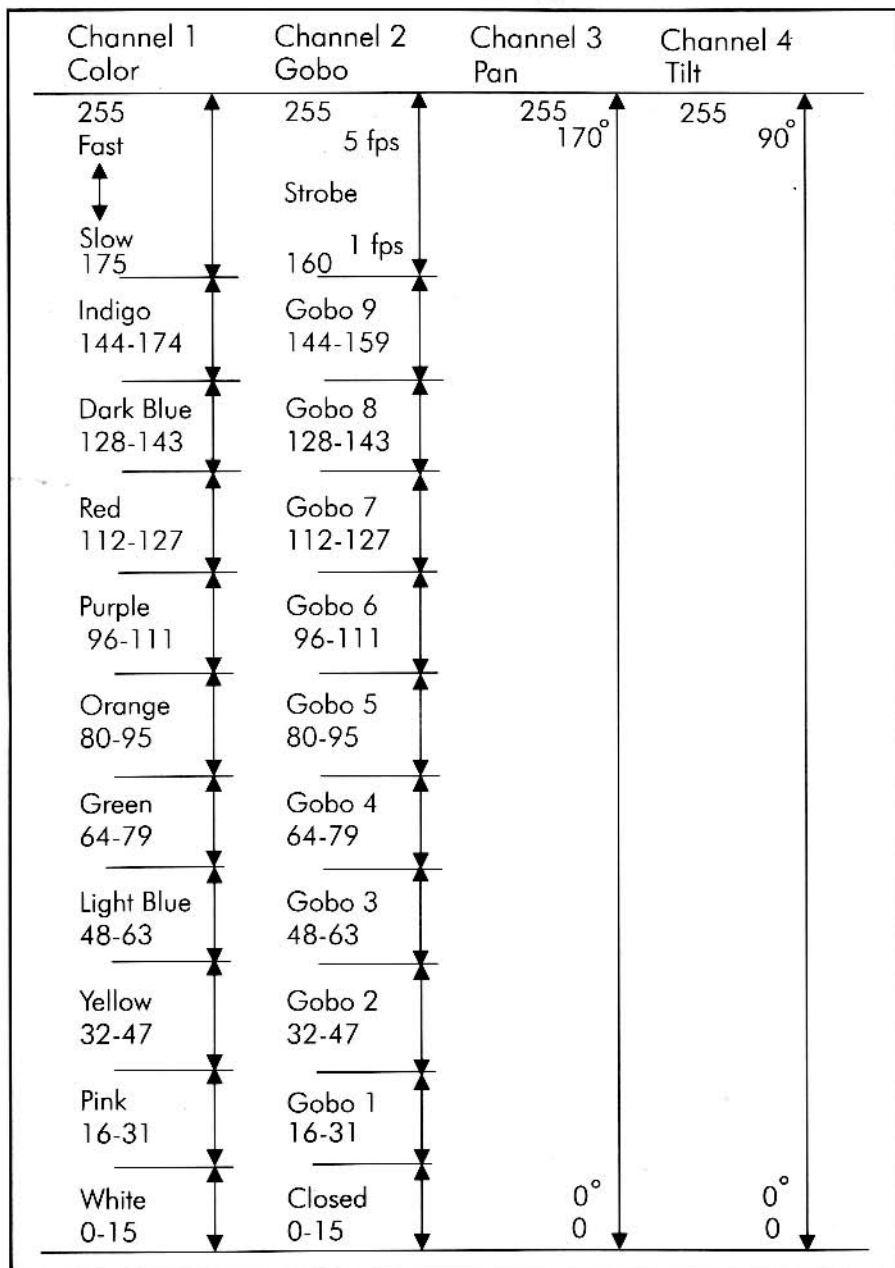 Channel 1
Color
Channel 2
Gobo
Channel 3
Pan
Channel 4
Tilt
255
Fast
Slow
175
Indigo
144-174
Dark Blue
128-143
Red
112-127
Purple
96-111
Orange
80-95
Green
64-79
Light Blue
48-63
Yellow
32-47
Pink
16-31
White
0-15
255
5 fps
Strobe
1 fps
160
Gobo 9
144-159
Gobo 8
128-143
Gobo 7
112-127
Gobo 6
96-111
Gobo 5
80-95
Gobo 4
64-79
Gobo 3
48-63
Gobo 2
32-47
Gobo 1
16-31
Closed
0-15
255
170°
0°
0
255
90°
0°
0